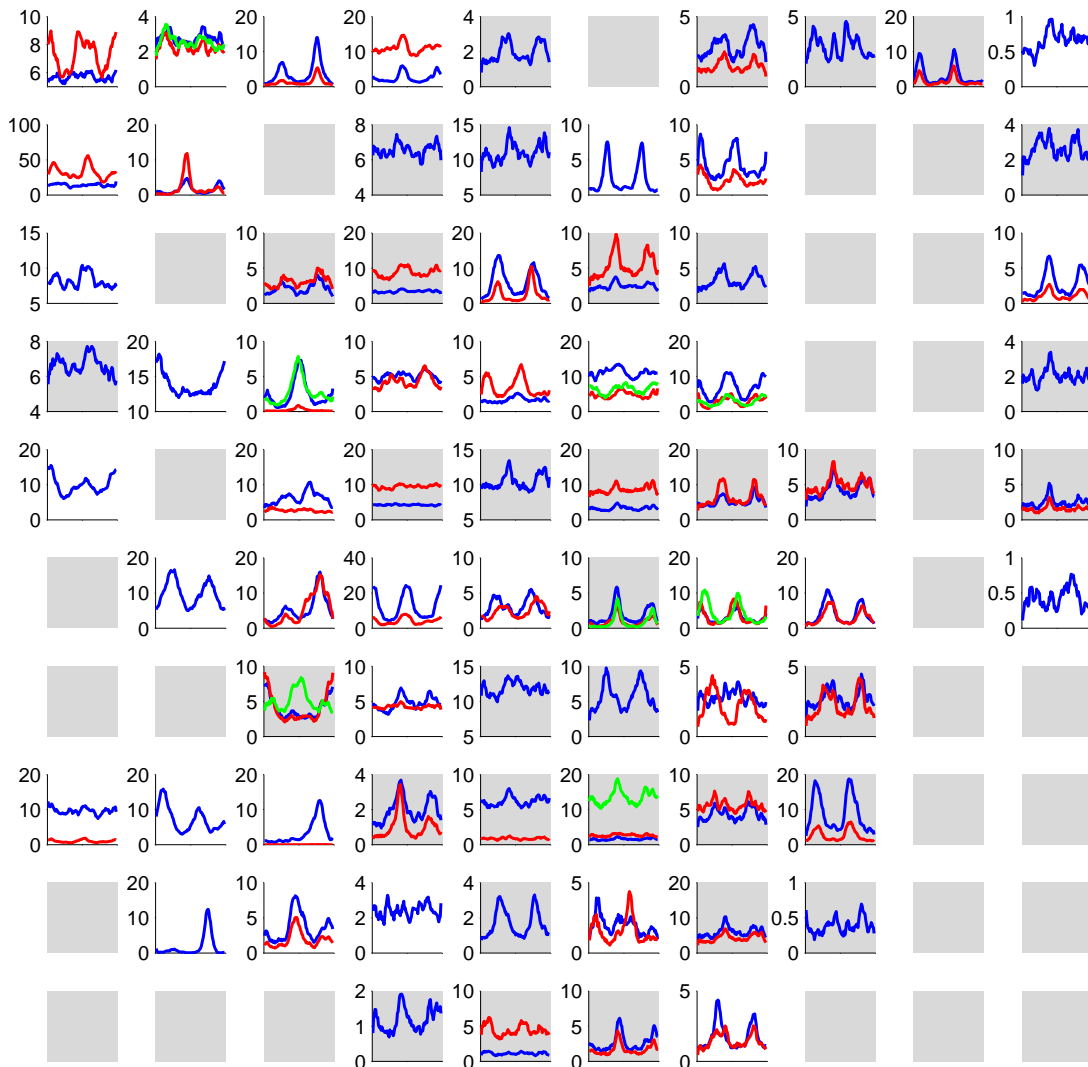 10 4 20 20 4 5 5 20 1
8 2 10 10 2 10 0.5
6
0 0 0 0 0 0 0 0
100 20 8 15 20 10 4
50 10 6 10 10 5 2
0 0 4 5 0 0 0
15 10 20 20 10 10 10
10 5 10 10 5 5 5
5 0 0 0 0 0 0
8 20 10 10 10 20 20 4
6 15 5 5 5 10 10 2
4 10 0 0 0 0 0 0
20 20 20 15 20 20 10 10
10 10 10 10 10 10 5 5
0 0 0 5 0 0 0 0
20 20 40 10 10 20 20 1
10 10 20 5 5 10 10 0.5
0 0 0 0 0 0 0 0
10 20 15 10 5 5
5 10 10 5
0 0 5 0 0 0
20 20 20 4 10 20 10 20
10 10 10 2 5 10 5 10
0 0 0 0 0 0 0 0
20 10 4 4 5 20 1
10 5 2 2 10 0.5
0 0 0 0 0 0 0
2 10 10 5
1 5 5
0 0 0 0